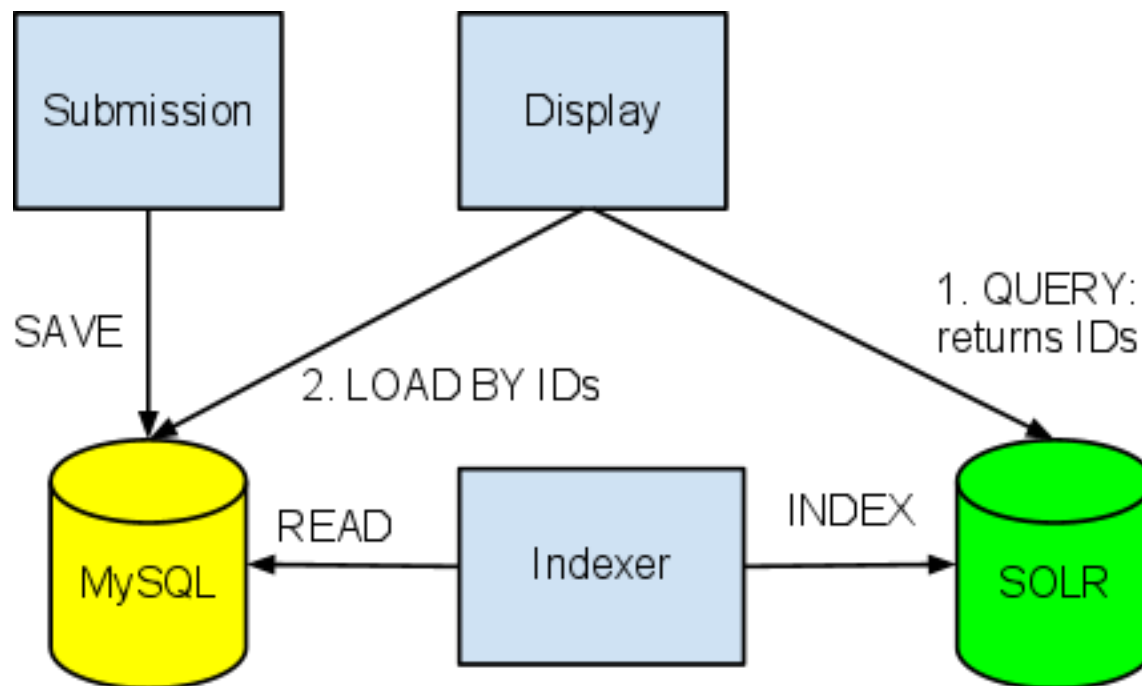 Submission
Display
SAVE
1. QUERY:
returns IDs
2. LOAD BY IDs
READ
INDEX
MySQL
Indexer
SOLR